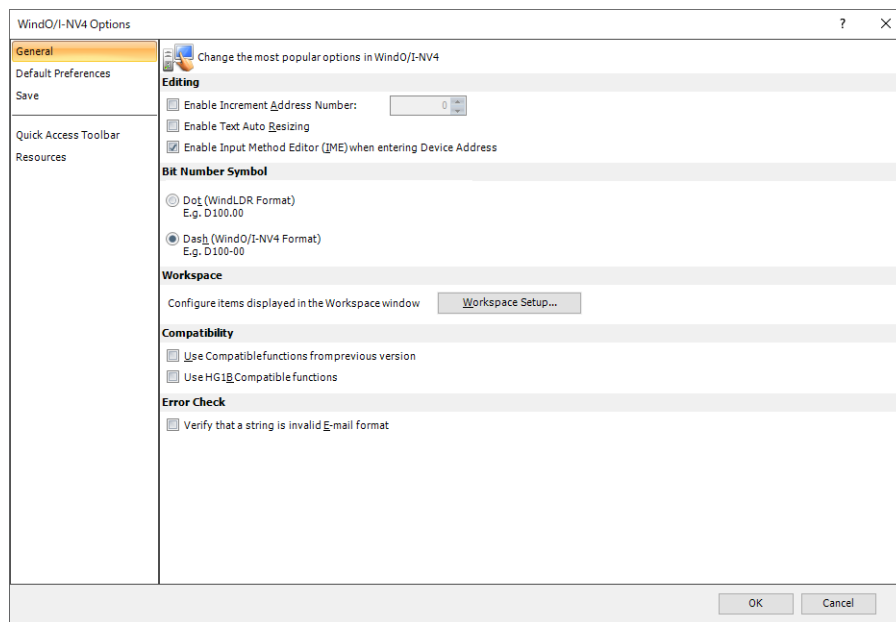 WindO/I-NV4 Options
?
General
Default Preferences
Save
Quick Access Toolbar
Resources
Change the most popular options in WindO/I-NV4
Editing
Enable Increment Address Number: 0
Enable Text Auto Resizing
Enable Input Method Editor (IME) when entering Device Address
Bit Number Symbol
Dot (WindLDR Format)
E.g. D100.00
Dash (WindO/I-NV4 Format)
E.g. D100-00
Workspace
Configure items displayed in the Workspace window Workspace Setup...
Compatibility
Use Compatible functions from previous version
Use HG1B Compatible functions
Error Check
Verify that a string is invalid E-mail format
OK Cancel